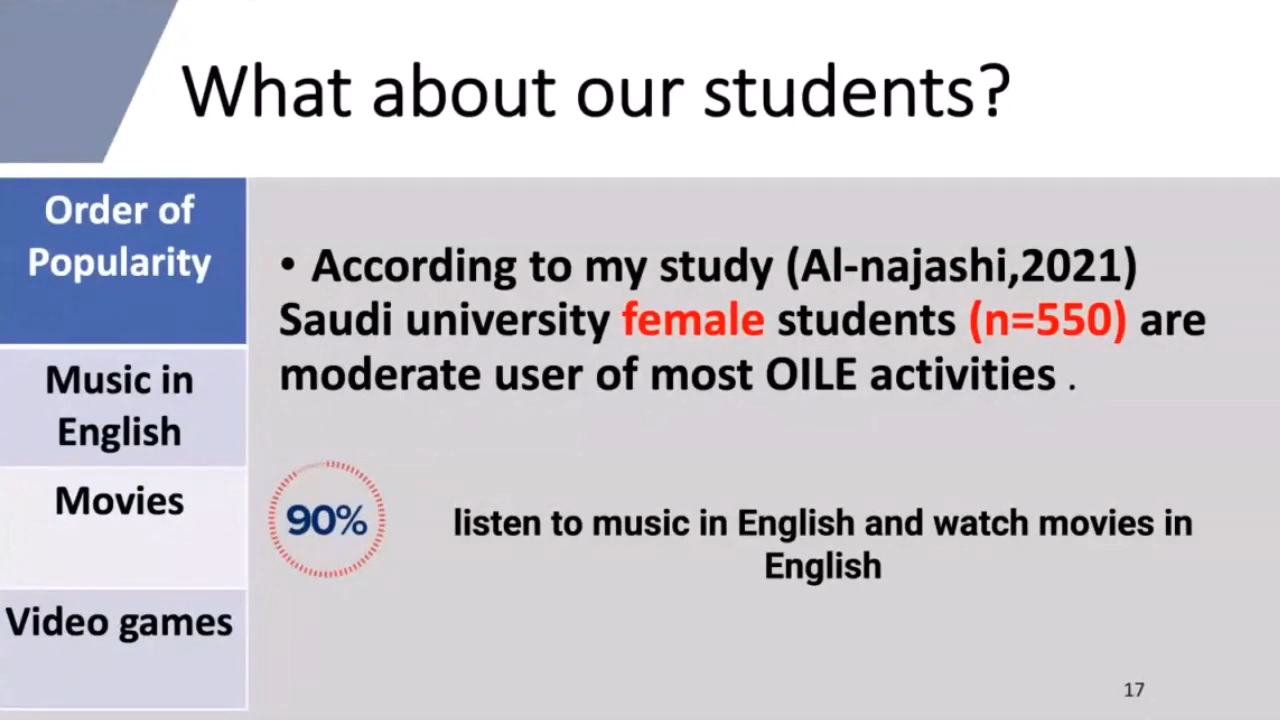 What about our students?
Order of
Popularity
Music in
English
Movies
Video games
• According to my study (Al-najashi,2021)
Saudi university female students (n=550) are
moderate user of most OILE activities .
90%
listen to music in English and watch movies in
English
17